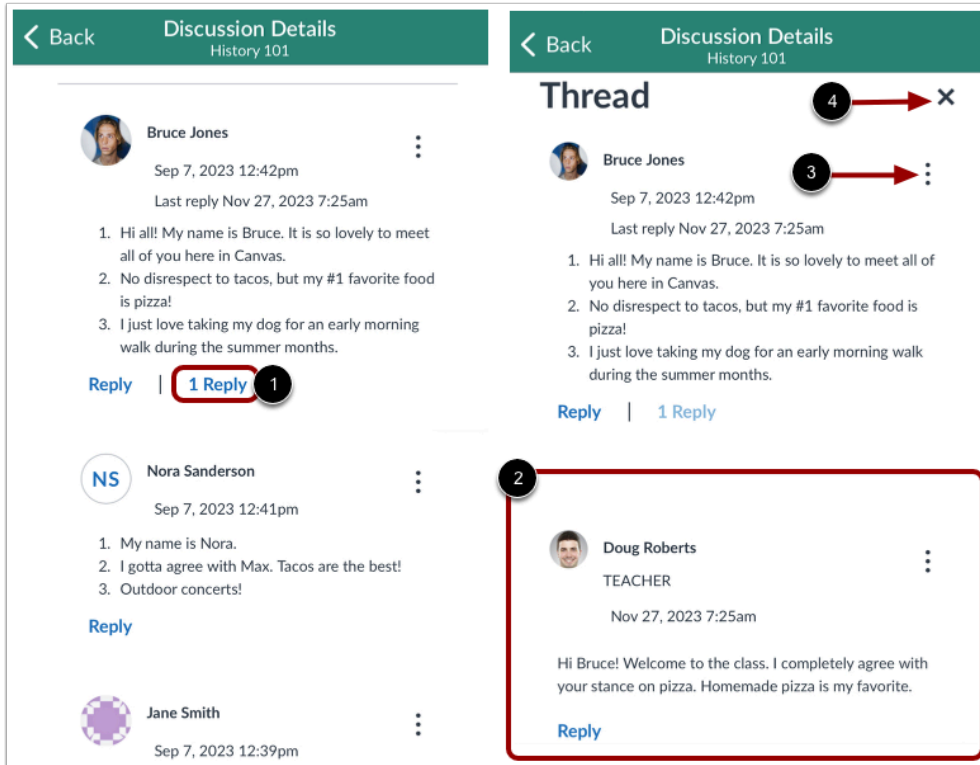 Back
Discussion Details
History 101
Bruce Jones
Sep 7, 2023 12:42pm
Last reply Nov 27, 2023 7:25am
1. Hi all! My name is Bruce. It is so lovely to meet
all of you here in Canvas.
2. No disrespect to tacos, but my #1 favorite food
is pizza!
3. I just love taking my dog for an early morning
walk during the summer months.
Reply | 1 Reply 1
NS
Nora Sanderson
Sep 7, 2023 12:41pm
1. My name is Nora.
2. I gotta agree with Max. Tacos are the best!
3. Outdoor concerts!
Reply
Jane Smith
Sep 7, 2023 12:39pm
Back
Discussion Details
History 101
Thread
4
Bruce Jones
3
Sep 7, 2023 12:42pm
Last reply Nov 27, 2023 7:25am
1. Hi all! My name is Bruce. It is so lovely to meet all of
you here in Canvas.
2. No disrespect to tacos, but my #1 favorite food is
pizza!
3. I just love taking my dog for an early morning walk
during the summer months.
Reply | 1 Reply
2
Doug Roberts
TEACHER
Nov 27, 2023 7:25am
Hi Bruce! Welcome to the class. I completely agree with
your stance on pizza. Homemade pizza is my favorite.
Reply